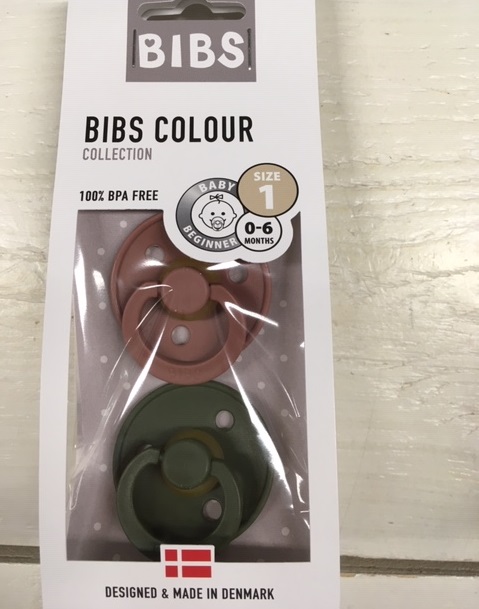 BIBS
BIBS COLOUR
COLLECTION
100% BPA FREE
BABY
BEGINNER
SIZE
1
0-6
MONTHS
DESIGNED & MADE IN DENMARK